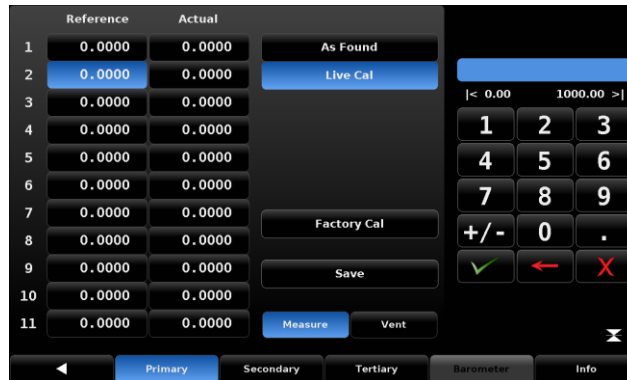 Reference Actual
1 0.0000 0.0000 As Found
2 0.0000 0.0000 Live Cal
|< 0.00 1000.00 >|
3 0.0000 0.0000
1 2 3
4 0.0000 0.0000
5 0.0000 0.0000
4 5 6
6 0.0000 0.0000
7 8 9
7 0.0000 0.0000
Factory Cal
+/- 0 .
8 0.0000 0.0000
9 0.0000 0.0000 Save
10 0.0000 0.0000
11 0.0000 0.0000 Measure Vent
Primary Secondary Tertiary Barometer Info